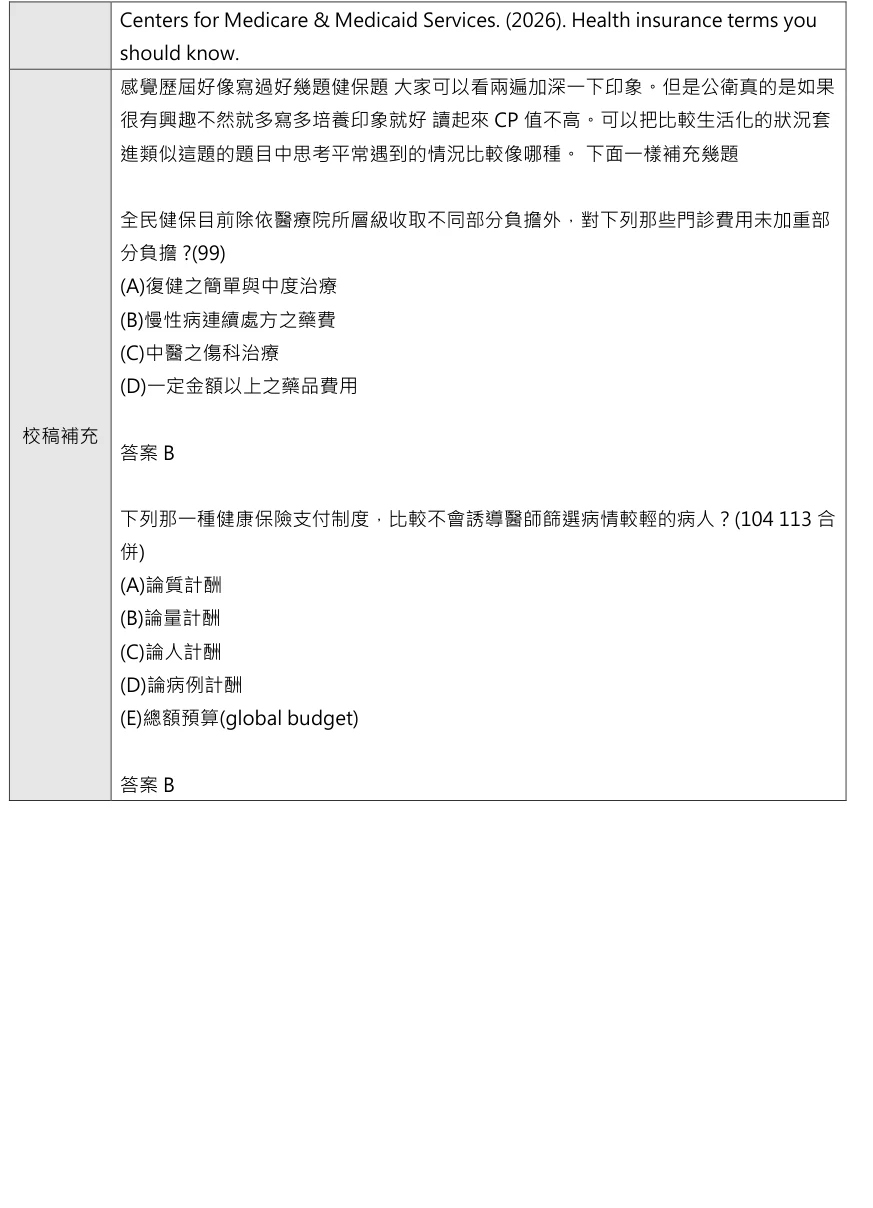 Centers for Medicare & Medicaid Services. (2026). Health insurance terms you
should know.
校稿補充
感覺歷屆好像寫過好幾題健保題 大家可以看兩遍加深一下印象。但是公衛真的是如果
很有興趣不然就多寫多培養印象就好 讀起來 CP 值不高。可以把比較生活化的狀況套
進類似這題的題目中思考平常遇到的情況比較像哪種。 下面一樣補充幾題
全民健保目前除依醫療院所層級收取不同部分負擔外，對下列那些門診費用未加重部
分負擔 ?(99)
(A)復健之簡單與中度治療
(B)慢性病連續處方之藥費
(C)中醫之傷科治療
(D)一定金額以上之藥品費用
答案 B
下列那一種健康保險支付制度，比較不會誘導醫師篩選病情較輕的病人？(104 113 合
併)
(A)論質計酬
(B)論量計酬
(C)論人計酬
(D)論病例計酬
(E)總額預算(global budget)
答案 B